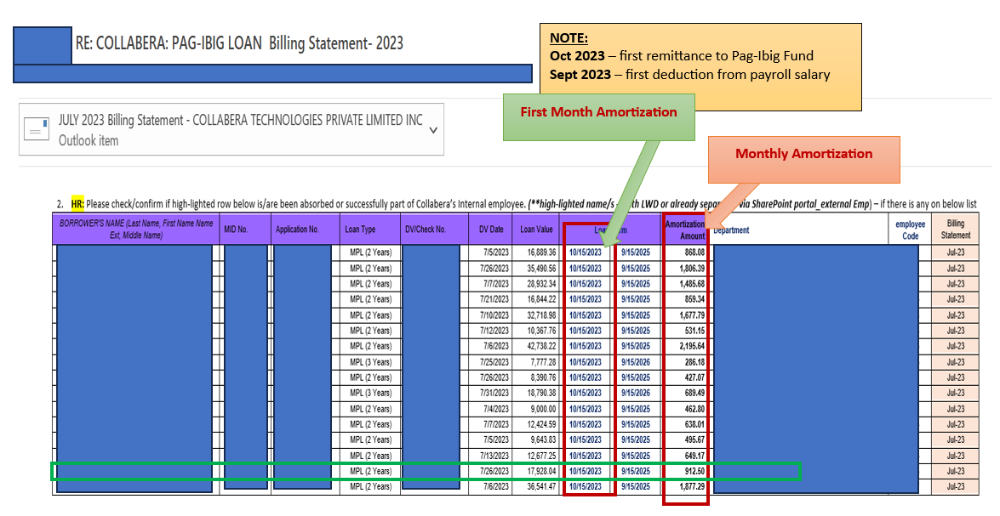 RE: COLLABERA: PAG-IBIG LOAN Billing Statement- 2023
NOTE:
Oct 2023 – first remittance to Pag-Ibig Fund
Sept 2023 – first deduction from payroll salary
First Month Amortization
Monthly Amortization
JULY 2023 Billing Statement - COLLABERA TECHNOLOGIES PRIVATE LIMITED INC
Outlook item
2. HR: Please check/confirm if high-lighted row below is/are been absorbed or successfully part of Collabera's Internal employee. (**high-lighted name/s LWD or already via SharePoint portal_external Emp) – if there is any on below list
BORROWER'S NAME (Last Name, First Name Name Ext, Middle Name) MID No. Application No. Loan Type DV/Check No. DV Date Loan Value Amortization Amount Department employee Code Billing Statement
MPL (2 Years) 7/5/2023 16,889.36 10/15/2023 9/15/2025 868.08 Jul-23
MPL (2 Years) 7/26/2023 35,490.56 10/15/2023 9/15/2025 1,806.39 Jul-23
MPL (2 Years) 7/7/2023 28,932.34 10/15/2023 9/15/2025 1,485.68 Jul-23
MPL (2 Years) 7/21/2023 16,844.22 10/15/2023 9/15/2025 859.34 Jul-23
MPL (2 Years) 7/10/2023 32,718.98 10/15/2023 9/15/2025 1,677.79 Jul-23
MPL (2 Years) 7/12/2023 10,367.76 10/15/2023 9/15/2025 531.15 Jul-23
MPL (2 Years) 7/6/2023 42,738.22 10/15/2023 9/15/2025 2,195.64 Jul-23
MPL (3 Years) 7/25/2023 7,777.28 10/15/2023 9/15/2026 286.18 Jul-23
MPL (2 Years) 7/26/2023 8,390.76 10/15/2023 9/15/2025 427.07 Jul-23
MPL (3 Years) 7/31/2023 18,790.38 10/15/2023 9/15/2026 689.49 Jul-23
MPL (2 Years) 7/4/2023 9,000.00 10/15/2023 9/15/2025 462.80 Jul-23
MPL (2 Years) 7/7/2023 12,424.59 10/15/2023 9/15/2025 638.01 Jul-23
MPL (2 Years) 7/5/2023 9,643.83 10/15/2023 9/15/2025 495.67 Jul-23
MPL (2 Years) 7/13/2023 12,677.25 10/15/2023 9/15/2025 649.17 Jul-23
MPL (2 Years) 7/26/2023 17,928.04 10/15/2023 9/15/2025 912.50 Jul-23
MPL (2 Years) 7/6/2023 36,541.47 10/15/2023 9/15/2025 1,877.29 Jul-23